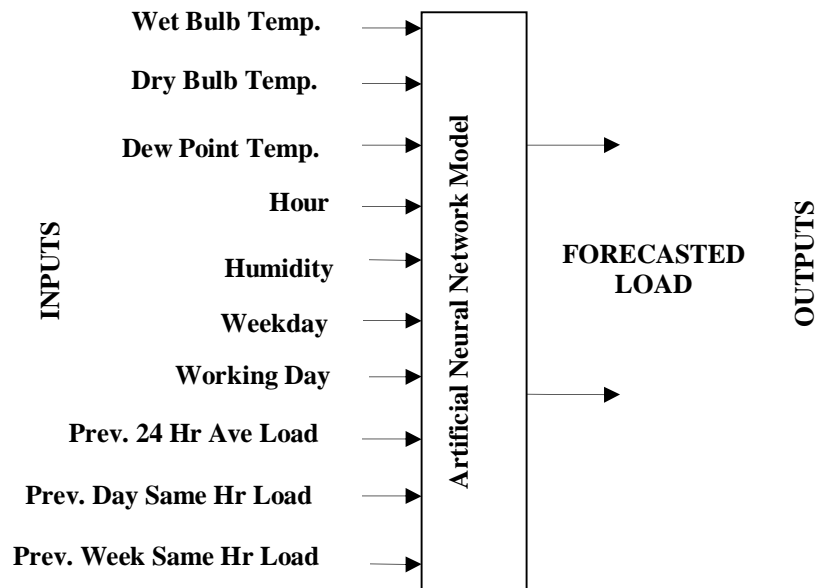 Wet Bulb Temp.
Dry Bulb Temp.
Dew Point Temp.
Hour
Humidity
Weekday
Working Day
Prev. 24 Hr Ave Load
Prev. Day Same Hr Load
Prev. Week Same Hr Load
INPUTS
Artificial Neural Network Model
FORECASTED
LOAD
OUTPUTS